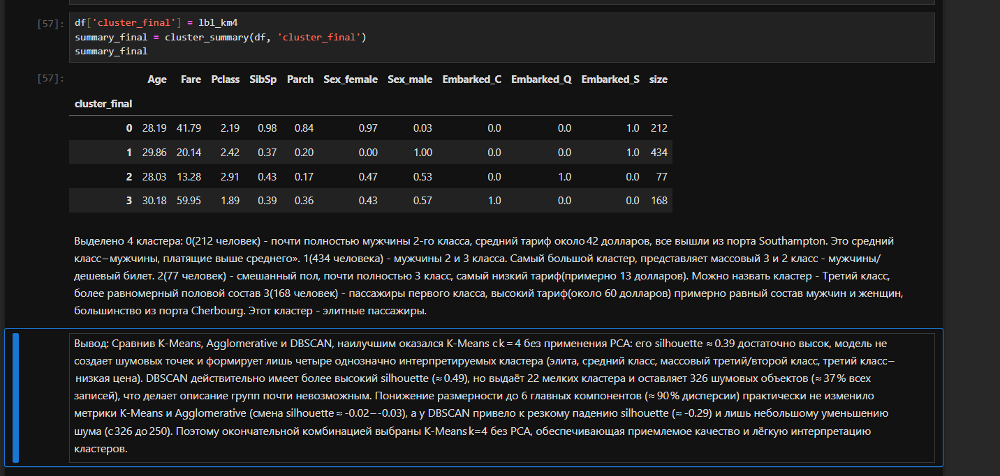 [57]: df['cluster_final'] = lbl_km4
summary_final = cluster_summary(df, 'cluster_final')
summary_final
[57]: Age Fare Pclass SibSp Parch Sex_female Sex_male Embarked_C Embarked_Q Embarked_S size
cluster_final
0 28.19 41.79 2.19 0.98 0.84 0.97 0.03 0.0 0.0 1.0 212
1 29.86 20.14 2.42 0.37 0.20 0.00 1.00 0.0 0.0 1.0 434
2 28.03 13.28 2.91 0.43 0.17 0.47 0.53 0.0 1.0 0.0 77
3 30.18 59.95 1.89 0.39 0.36 0.43 0.57 1.0 0.0 0.0 168
Выделено 4 кластера: 0(212 человек) - почти полностью мужчины 2-го класса, средний тариф около 42 долларов, все вышли из порта Southampton. Это средний
класс–мужчины, платящие выше среднего». 1(434 человека) - мужчины 2 и 3 класса. Самый большой кластер, представляет массовый 3 и 2 класс - мужчины/
дешевый билет. 2(77 человек) - смешанный пол, почти полностью 3 класс, самый низкий тариф(примерно 13 долларов). Можно назвать кластер - Третий класс,
более равномерный половой состав 3(168 человек) - пассажиры первого класса, высокий тариф(около 60 долларов) примерно равный состав мужчин и женщин,
большинство из порта Cherbourg. Этот кластер - элитные пассажиры.
Вывод: Сравнив K-Means, Agglomerative и DBSCAN, наилучшим оказался K-Means с k = 4 без применения PCA: его silhouette ≈ 0.39 достаточно высок, модель не
создает шумовых точек и формирует лишь четыре однозначно интерпретируемых кластера (элита, средний класс, массовый третий/второй класс, третий класс–
низкая цена). DBSCAN действительно имеет более высокий silhouette (≈ 0.49), но выдаёт 22 мелких кластера и оставляет 326 шумовых объектов (≈ 37 % всех
записей), что делает описание групп почти невозможным. Понижение размерности до 6 главных компонентов (≈ 90 % дисперсии) практически не изменило
метрики K-Means и Agglomerative (смена silhouette ≈ -0.02–-0.03), а у DBSCAN привело к резкому падению silhouette (≈ -0.29) и лишь небольшому уменьшению
шума (с 326 до 250). Поэтому окончательной комбинацией выбраны K-Means k=4 без PCA, обеспечивающая приемлемое качество и лёгкую интерпретацию
кластеров.